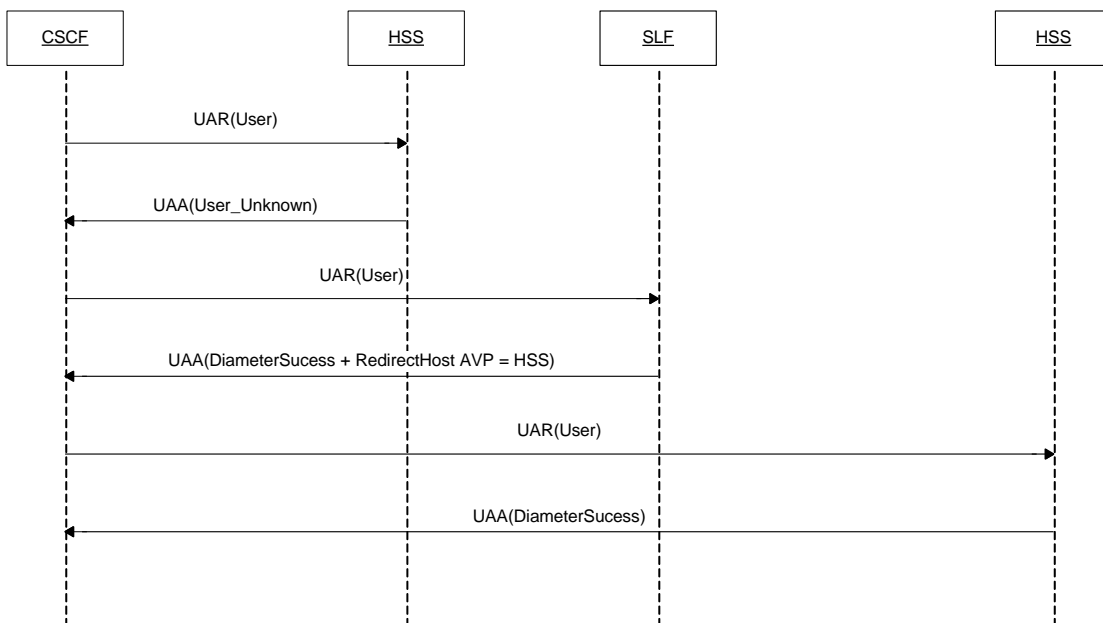 CSCF
HSS
SLF
HSS
UAR(User)
UAA(User_Unknown)
UAR(User)
UAA(DiameterSucess + RedirectHost AVP = HSS)
UAR(User)
UAA(DiameterSucess)